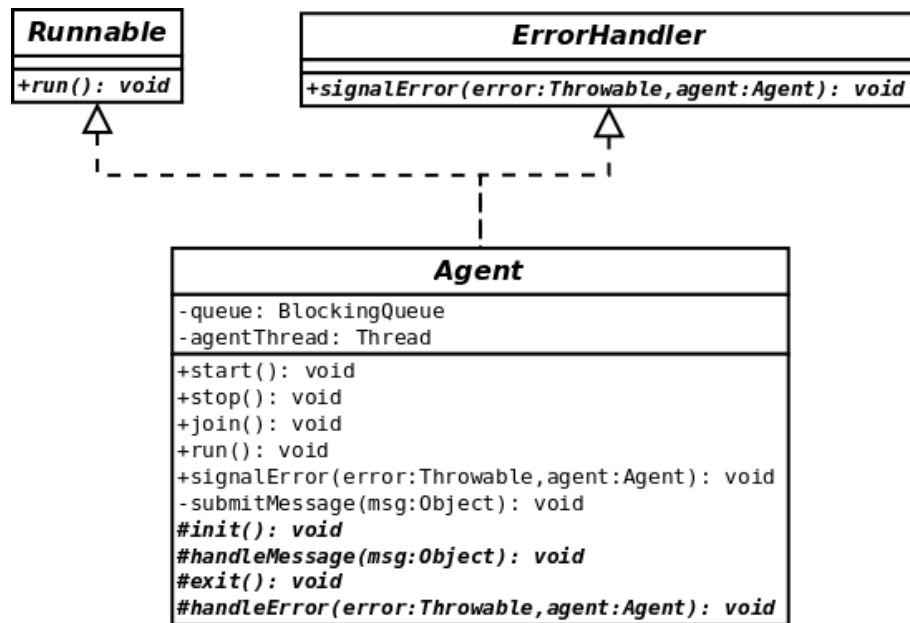 Runnable
+run(): void
ErrorHandler
+signalError(error:Throwable,agent:Agent): void
Agent
-queue: BlockingQueue
-agentThread: Thread
+start(): void
+stop(): void
+join(): void
+run(): void
+signalError(error:Throwable,agent:Agent): void
-submitMessage(msg:Object): void
#init(): void
#handleMessage(msg:Object): void
#exit(): void
#handleError(error:Throwable,agent:Agent): void